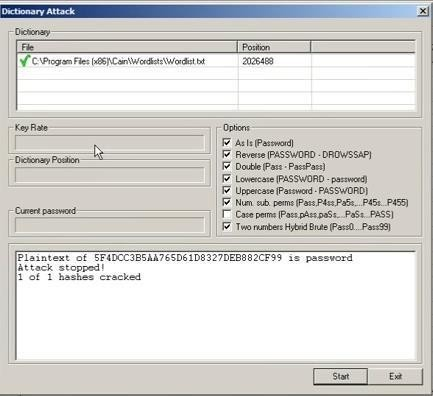 Dictionary Attack
Dictionary
File
Position
C:\Program Files (x86)\Cain\Wordlists\Wordlist.txt
2026488
Key Rate
Dictionary Position
Current password
Options
As Is (Password)
Reverse (PASSWORD - DROWSSAP)
Double (Pass - PassPass)
Lowercase (PASSWORD - password)
Uppercase (Password - PASSWORD)
Num. sub. perms (Pass,P4ss,Pa5s,...P45s...P455)
Case perms (Pass,pAss,paSs,...PaSs...PASS)
Two numbers Hybrid Brute (Pass0....Pass99)
Plaintext of 5F4DCC3B5AA765D61D8327DEB882CF99 is password
Attack stopped!
1 of 1 hashes cracked
Start
Exit